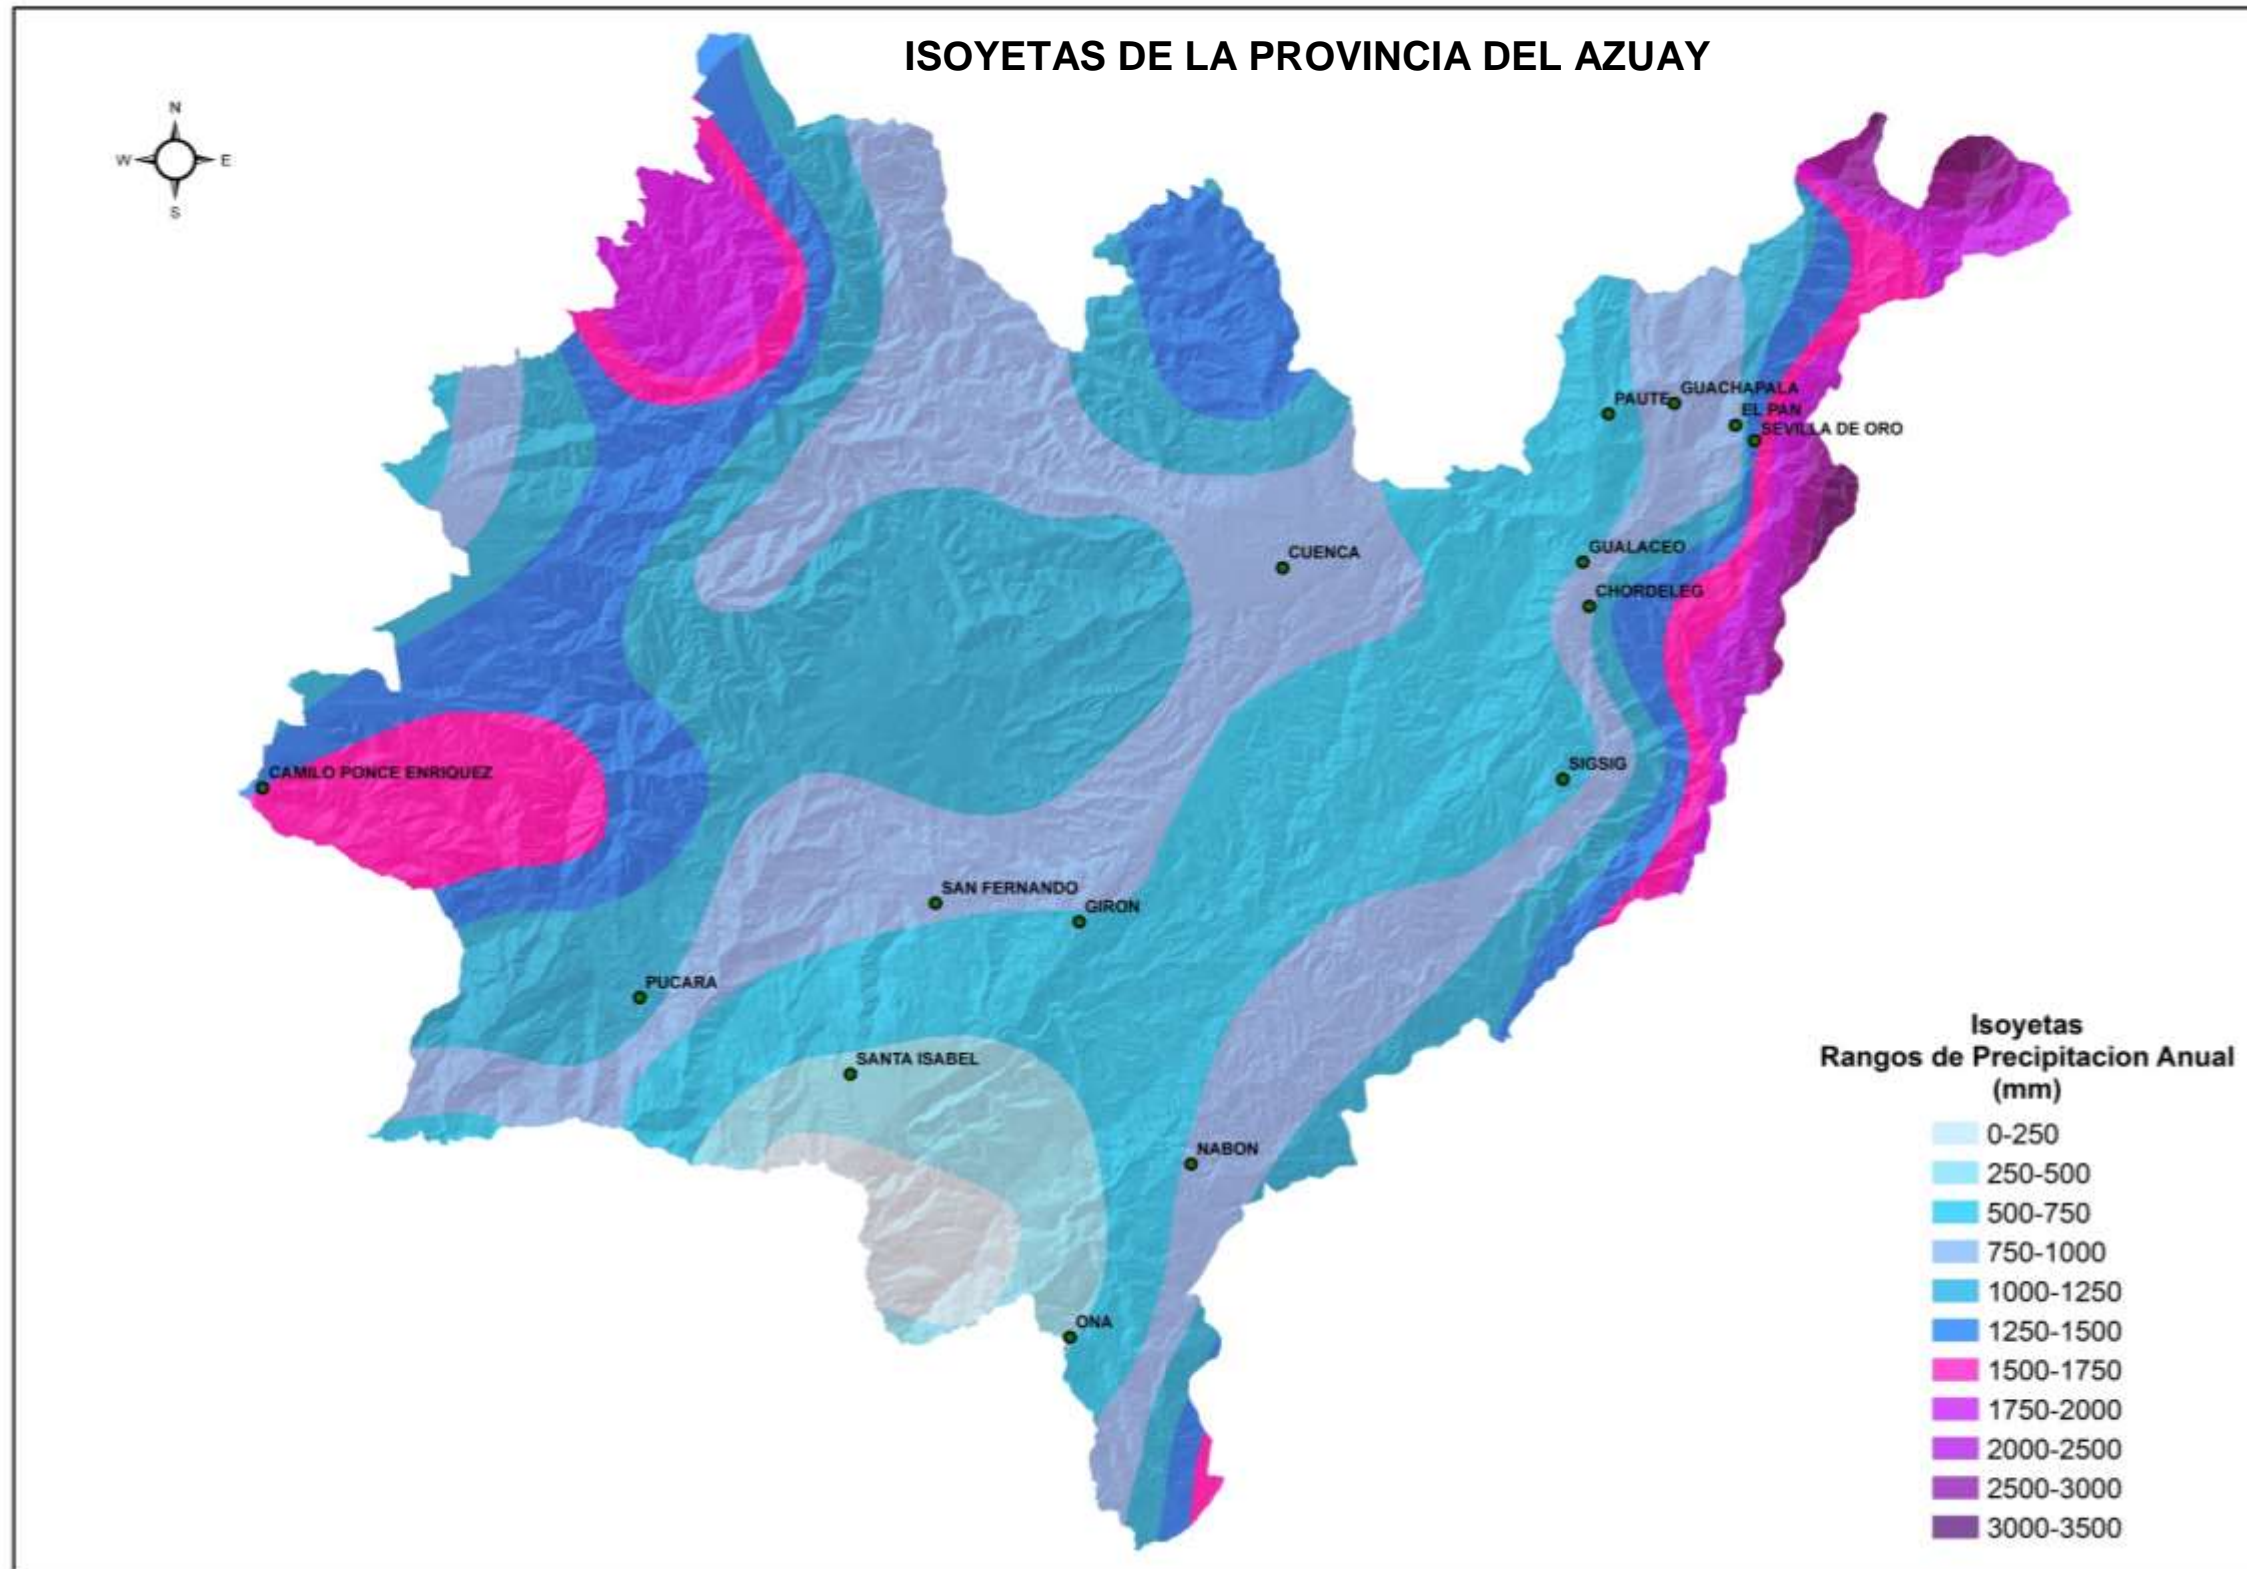 ISOYETAS DE LA PROVINCIA DEL AZUAY
N
W E
S
GUACHAPALA
PAUTE
EL PAN
SEVILLA DE ORO
CUENCA
GUALACEO
CHORDELEG
CAMILO PONCE ENRIQUEZ
SIGSIG
SAN FERNANDO
GIRON
PUCARA
SANTA ISABEL
NABON
ONA
Isoyetas
Rangos de Precipitacion Anual
(mm)
0-250
250-500
500-750
750-1000
1000-1250
1250-1500
1500-1750
1750-2000
2000-2500
2500-3000
3000-3500